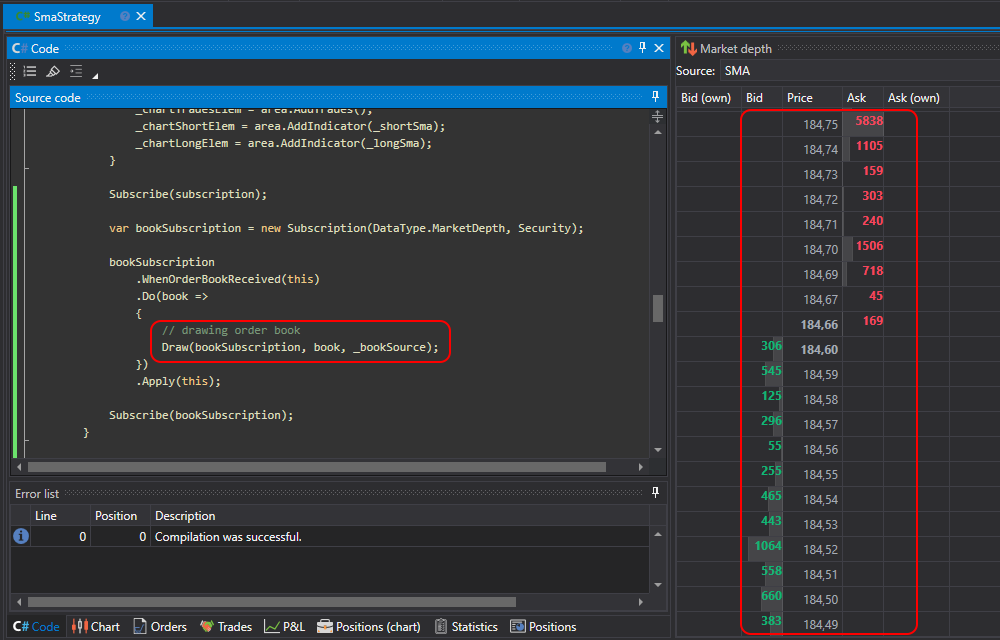 C# SmaStrategy
C# Code
Source code
_chartTradesElem = area.AddTrades();
_chartShortElem = area.AddIndicator(_shortSma);
_chartLongElem = area.AddIndicator(_longSma);
}
Subscribe(subscription);
var bookSubscription = new Subscription(DataType.MarketDepth, Security);
bookSubscription
.WhenOrderBookReceived(this)
.Do(book =>
{
// drawing order book
Draw(bookSubscription, book, _bookSource);
})
.Apply(this);
Subscribe(bookSubscription);
}
Error list
Line Position Description
0 0 Compilation was successful.
C# Code Chart Orders Trades P&L Positions (chart) Statistics Positions
Market depth
Source: SMA
Bid (own) Bid Price Ask Ask (own)
184,75 5838
184,74 1105
184,73 159
184,72 303
184,71 240
184,70 1506
184,69 718
184,67 45
184,66 169
306 184,60
545 184,59
125 184,58
296 184,57
55 184,56
255 184,55
465 184,54
443 184,53
1064 184,52
558 184,51
660 184,50
383 184,49